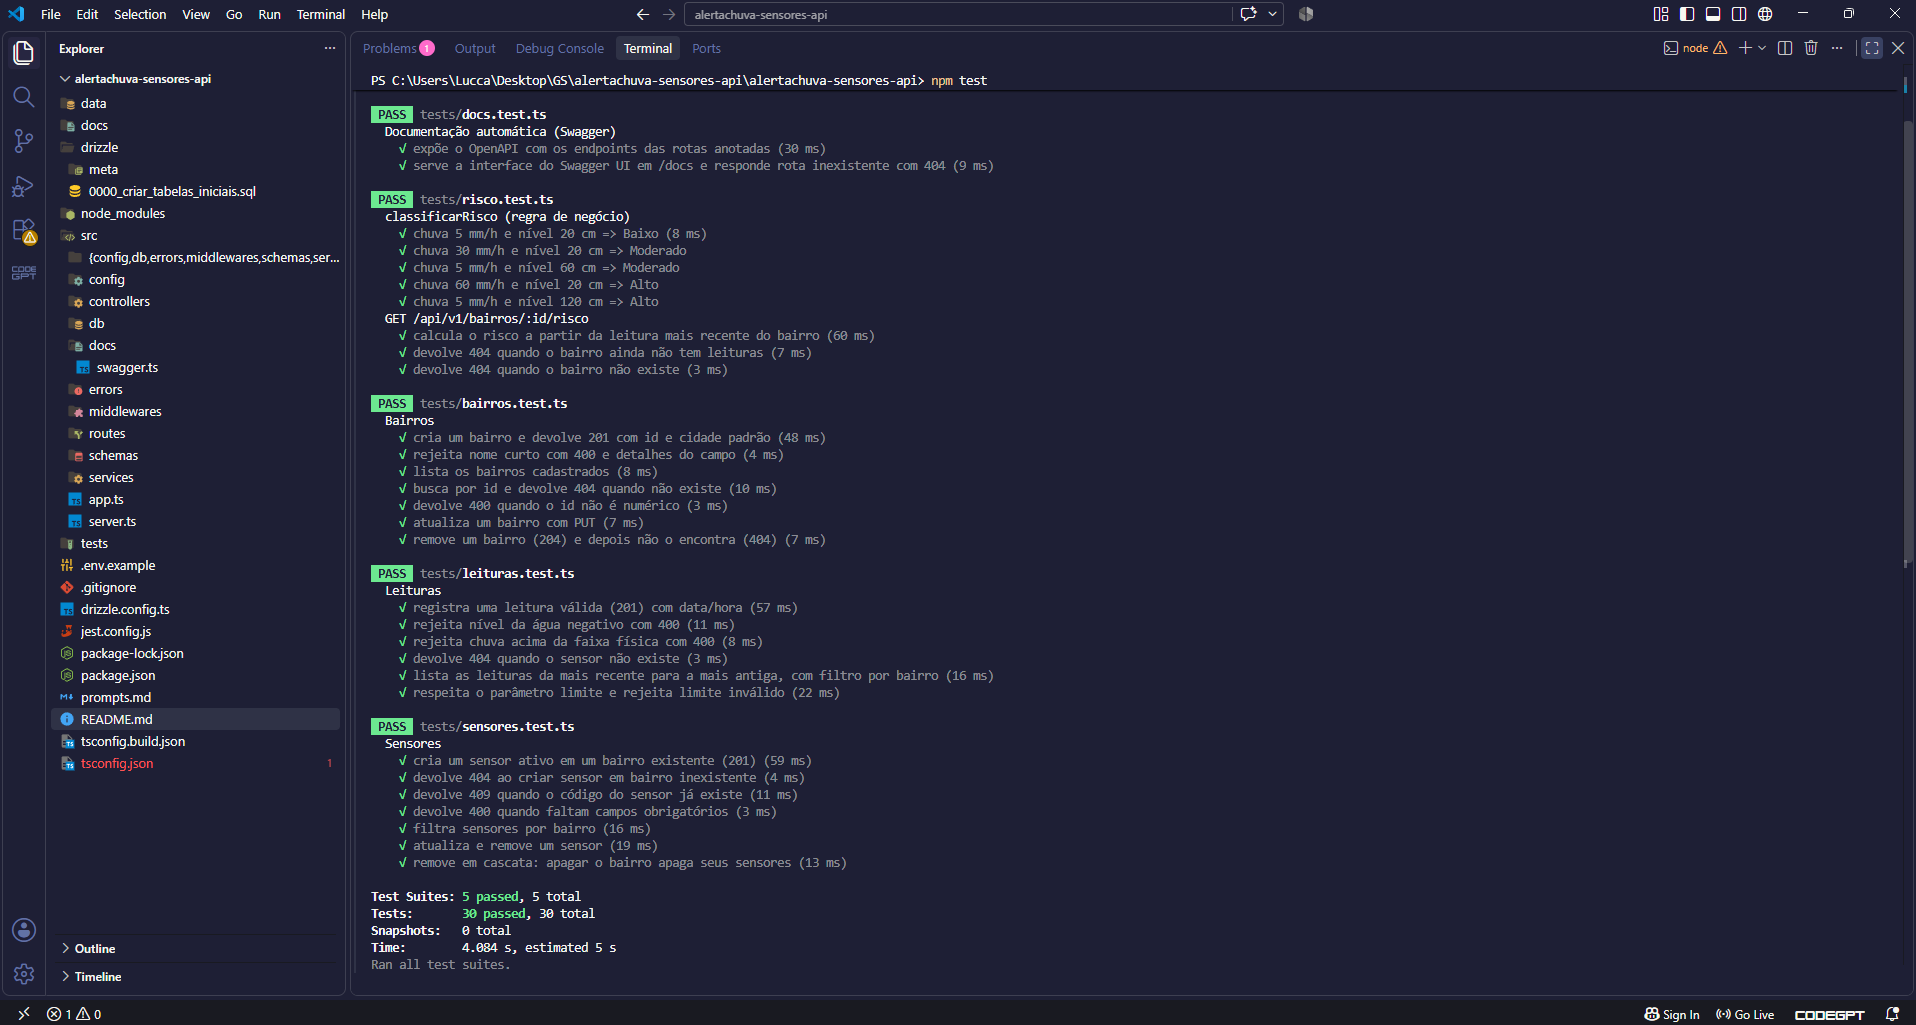 File Edit Selection View Go Run Terminal Help
alertachuva-sensores-api
Explorer
alertachuva-sensores-api
data
docs
drizzle
meta
0000_criar_tabelas_iniciais.sql
node_modules
src
{config,db,errors,middlewares,schemas,ser...
config
controllers
db
docs
swagger.ts
errors
middlewares
routes
schemas
services
app.ts
server.ts
tests
.env.example
.gitignore
drizzle.config.ts
jest.config.js
package-lock.json
package.json
prompts.md
README.md
tsconfig.build.json
tsconfig.json 1
Outline
Timeline
Problems 1 Output Debug Console Terminal Ports
node
PS C:\Users\Lucca\Desktop\GS\alertachuva-sensores-api\alertachuva-sensores-api> npm test
PASS tests/docs.test.ts
Documentação automática (Swagger)
√ expõe o OpenAPI com os endpoints das rotas anotadas (30 ms)
√ serve a interface do Swagger UI em /docs e responde rota inexistente com 404 (9 ms)
PASS tests/risco.test.ts
classificarRisco (regra de negócio)
√ chuva 5 mm/h e nível 20 cm => Baixo (8 ms)
√ chuva 30 mm/h e nível 20 cm => Moderado
√ chuva 5 mm/h e nível 60 cm => Moderado
√ chuva 60 mm/h e nível 20 cm => Alto
√ chuva 5 mm/h e nível 120 cm => Alto
GET /api/v1/bairros/:id/risco
√ calcula o risco a partir da leitura mais recente do bairro (60 ms)
√ devolve 404 quando o bairro ainda não tem leituras (7 ms)
√ devolve 404 quando o bairro não existe (3 ms)
PASS tests/bairros.test.ts
Bairros
√ cria um bairro e devolve 201 com id e cidade padrão (48 ms)
√ rejeita nome curto com 400 e detalhes do campo (4 ms)
√ lista os bairros cadastrados (8 ms)
√ busca por id e devolve 404 quando não existe (10 ms)
√ devolve 400 quando o id não é numérico (3 ms)
√ atualiza um bairro com PUT (7 ms)
√ remove um bairro (204) e depois não o encontra (404) (7 ms)
PASS tests/leituras.test.ts
Leituras
√ registra uma leitura válida (201) com data/hora (57 ms)
√ rejeita nível da água negativo com 400 (11 ms)
√ rejeita chuva acima da faixa física com 400 (8 ms)
√ devolve 404 quando o sensor não existe (3 ms)
√ lista as leituras da mais recente para a mais antiga, com filtro por bairro (16 ms)
√ respeita o parâmetro limite e rejeita limite inválido (22 ms)
PASS tests/sensores.test.ts
Sensores
√ cria um sensor ativo em um bairro existente (201) (59 ms)
√ devolve 404 ao criar sensor em bairro inexistente (4 ms)
√ devolve 409 quando o código do sensor já existe (11 ms)
√ devolve 400 quando faltam campos obrigatórios (3 ms)
√ filtra sensores por bairro (16 ms)
√ atualiza e remove um sensor (19 ms)
√ remove em cascata: apagar o bairro apaga seus sensores (13 ms)
Test Suites: 5 passed, 5 total
Tests: 30 passed, 30 total
Snapshots: 0 total
Time: 4.084 s, estimated 5 s
Ran all test suites.
1 0
Sign In Go Live CODEGPT